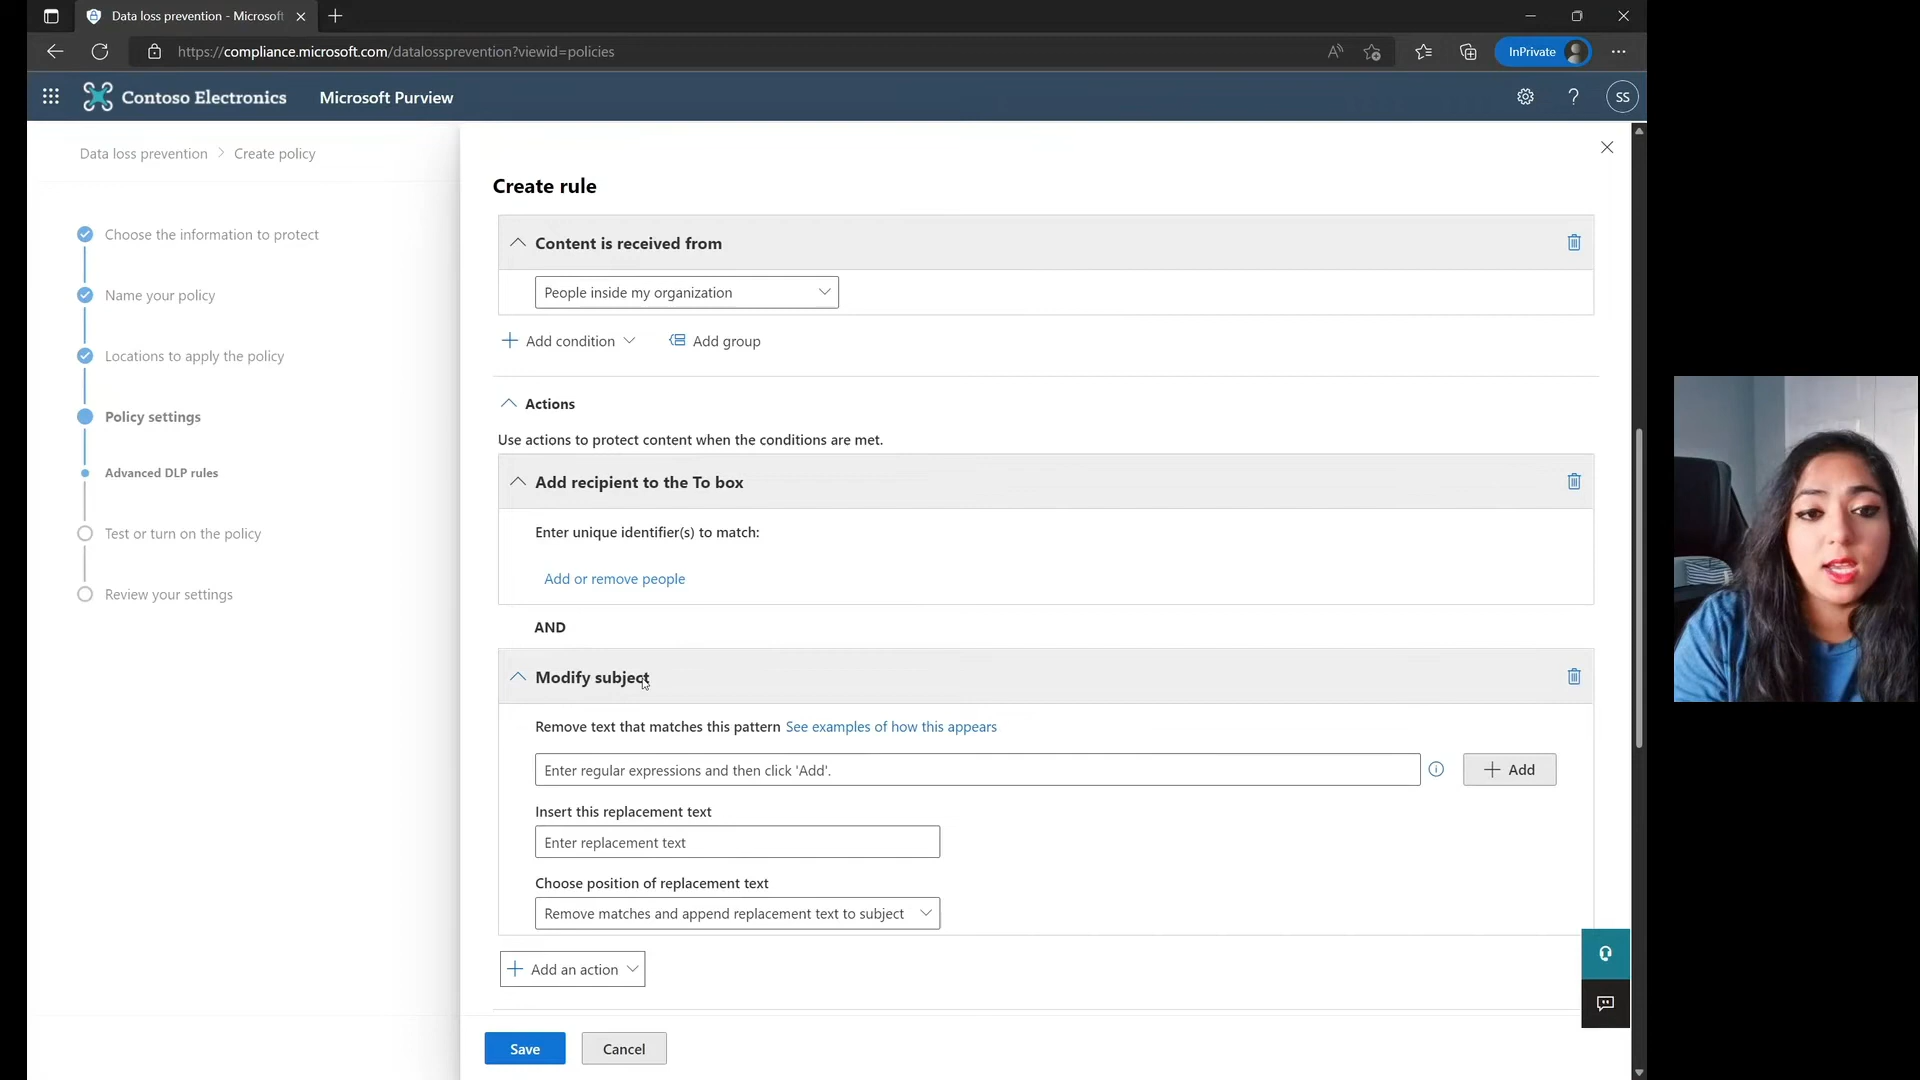 Data loss prevention - Microsoft
https://compliance.microsoft.com/datalossprevention?viewid=policies
InPrivate
Contoso Electronics
Microsoft Purview
SS
Data loss prevention > Create policy
Choose the information to protect
Name your policy
Locations to apply the policy
Policy settings
Advanced DLP rules
Test or turn on the policy
Review your settings
Create rule
Content is received from
People inside my organization
Add condition
Add group
Actions
Use actions to protect content when the conditions are met.
Add recipient to the To box
Enter unique identifier(s) to match:
Add or remove people
AND
Modify subject
Remove text that matches this pattern See examples of how this appears
Enter regular expressions and then click 'Add'.
Add
Insert this replacement text
Enter replacement text
Choose position of replacement text
Remove matches and append replacement text to subject
Add an action
Save
Cancel